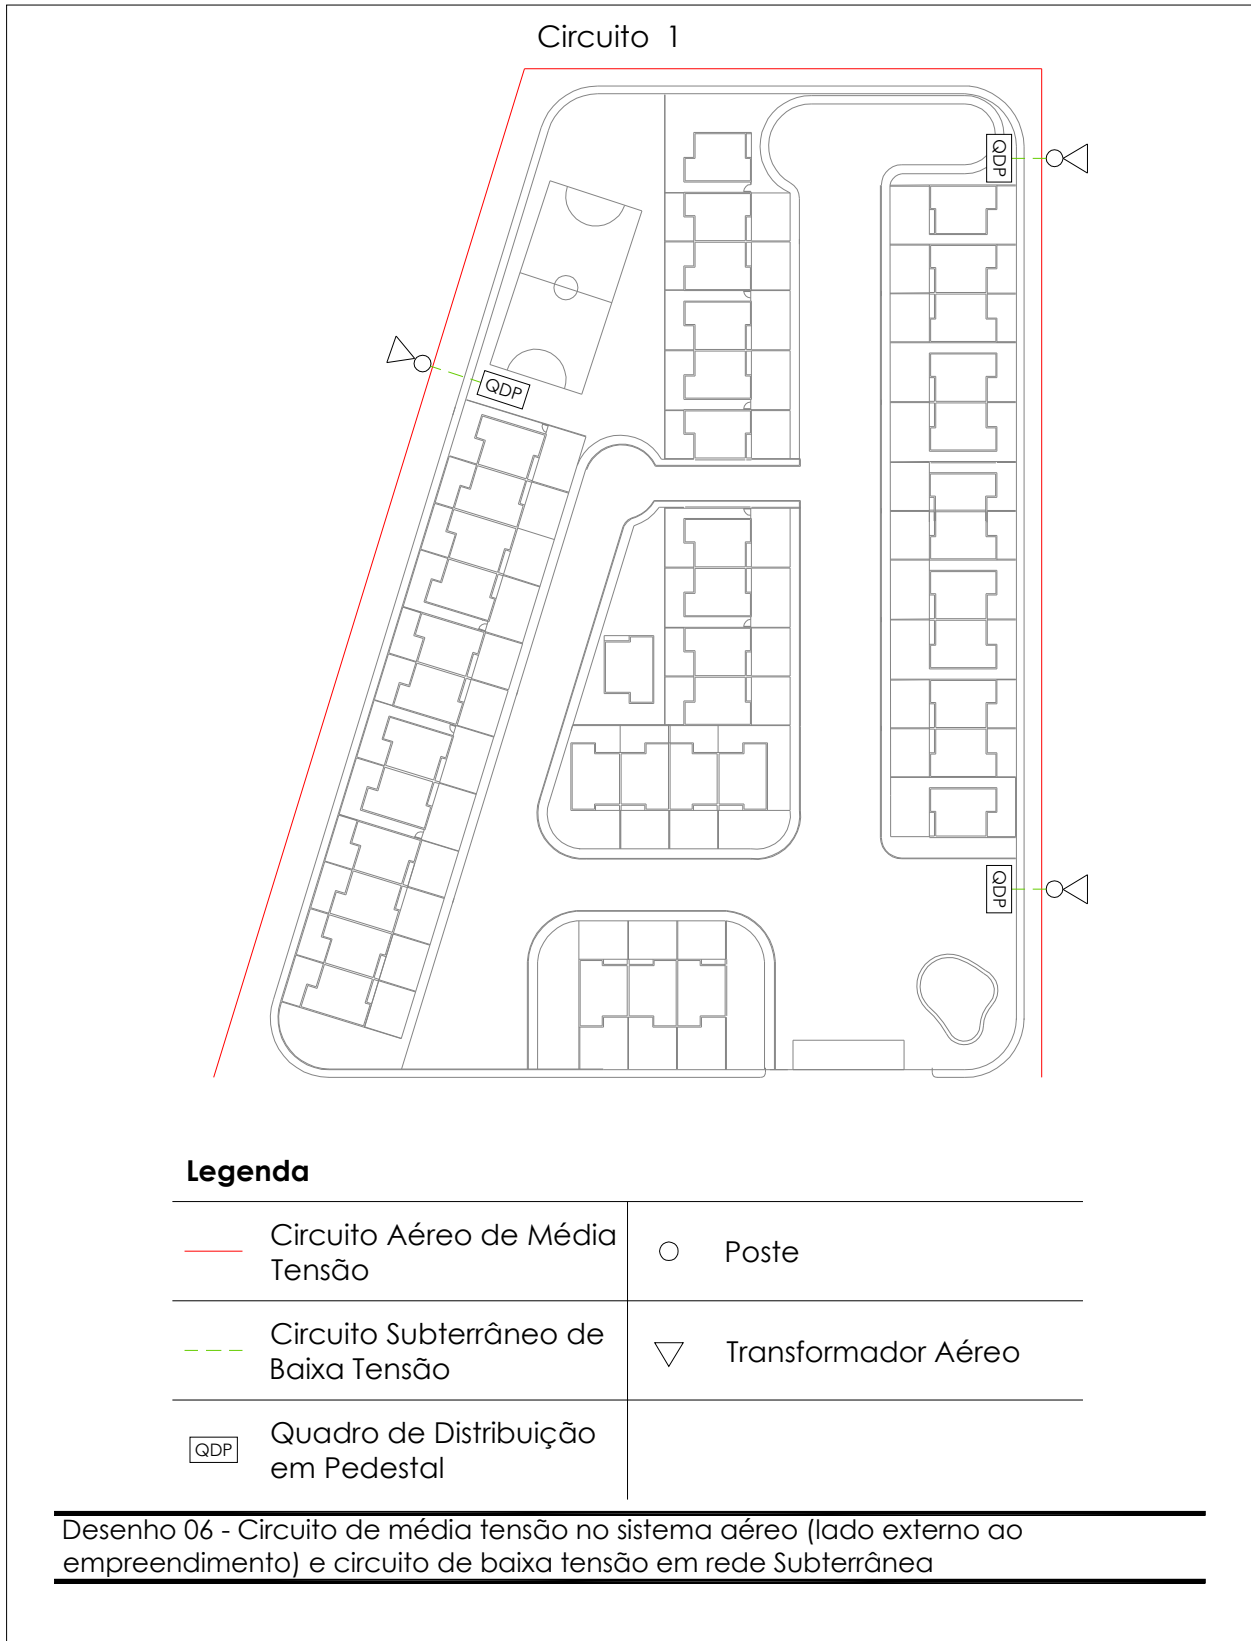 Circuito 1
QDP
QDP
QDP
Legenda
Circuito Aéreo de Média
Tensão
Poste
Circuito Subterrâneo de
Baixa Tensão
Transformador Aéreo
QDP
Quadro de Distribuição
em Pedestal
Desenho 06 - Circuito de média tensão no sistema aéreo (lado externo ao
empreendimento) e circuito de baixa tensão em rede Subterrânea